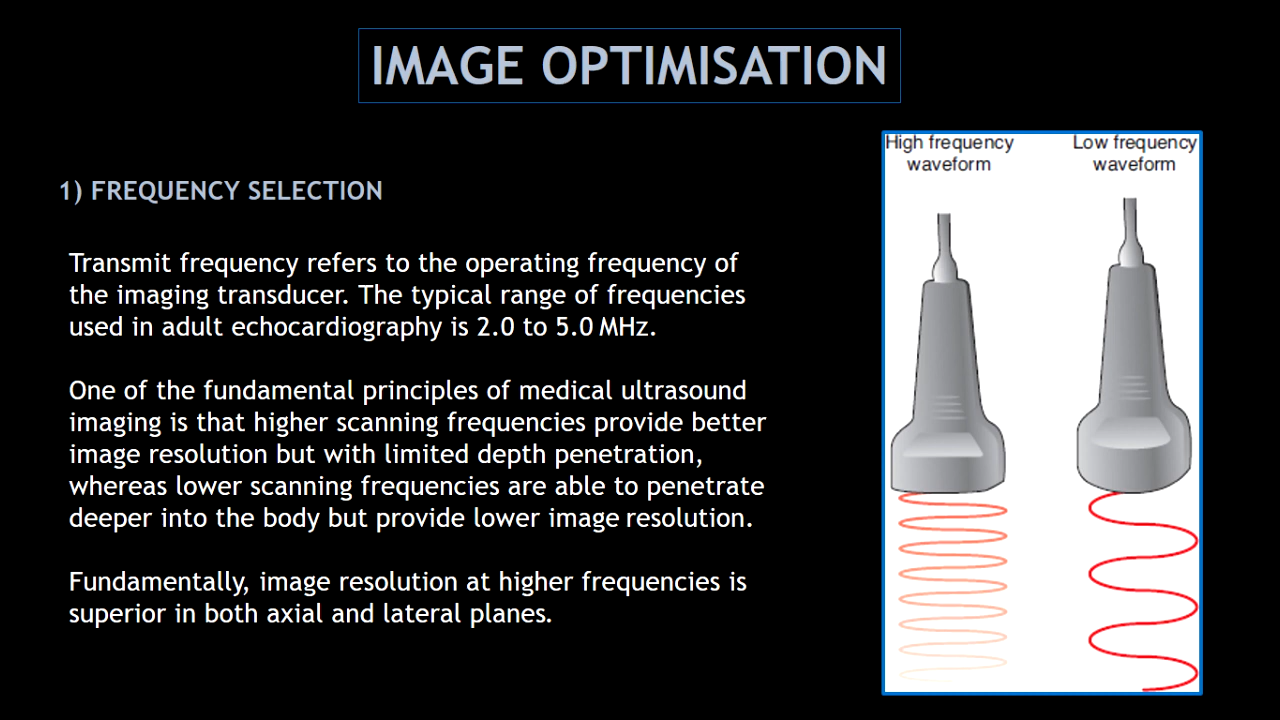 IMAGE OPTIMISATION
1) FREQUENCY SELECTION
Transmit frequency refers to the operating frequency of
the imaging transducer. The typical range of frequencies
used in adult echocardiography is 2.0 to 5.0 MHz.
One of the fundamental principles of medical ultrasound
imaging is that higher scanning frequencies provide better
image resolution but with limited depth penetration,
whereas lower scanning frequencies are able to penetrate
deeper into the body but provide lower image resolution.
Fundamentally, image resolution at higher frequencies is
superior in both axial and lateral planes.
High frequency
waveform
Low frequency
waveform